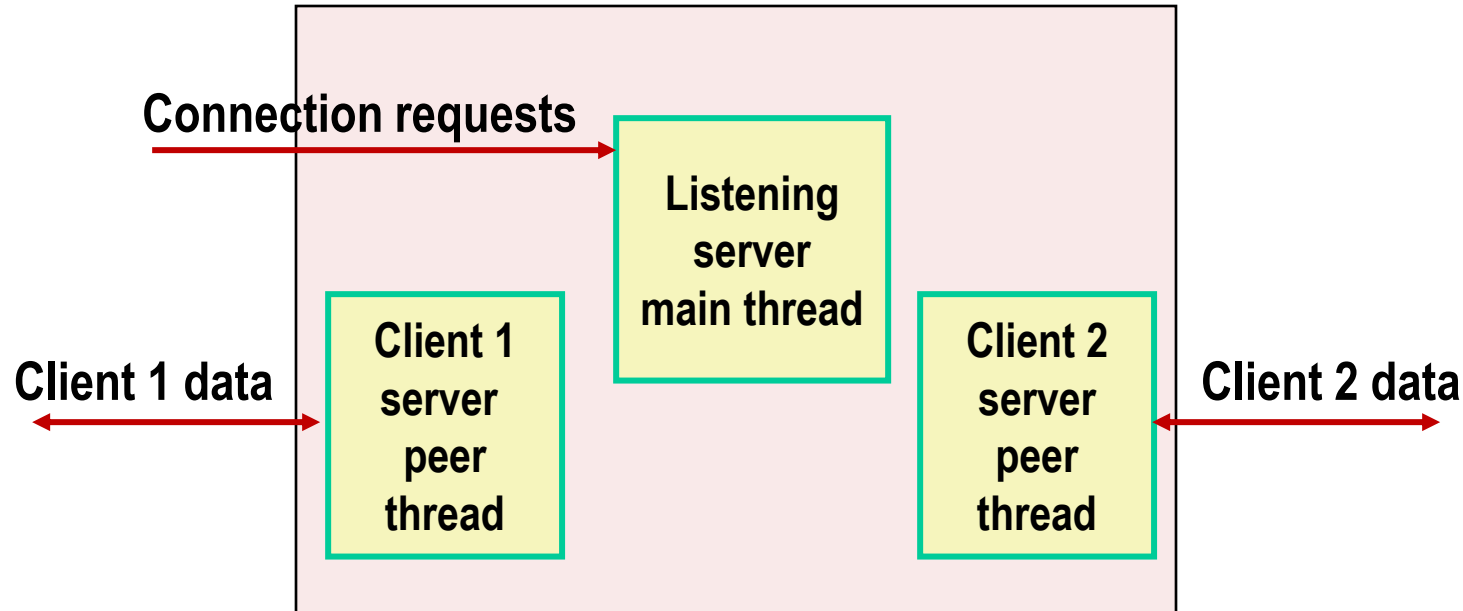 Connection requests
Listening
server
main thread
Client 1
server
peer
thread
Client 2
server
peer
thread
Client 1 data
Client 2 data